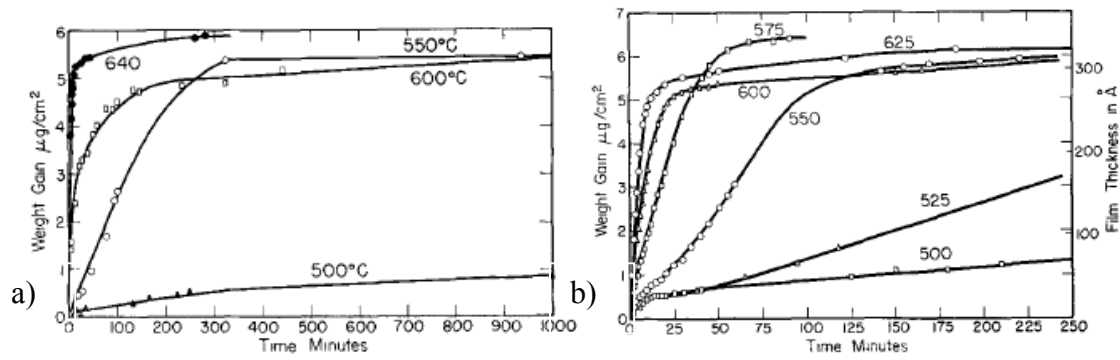 a)
Weight Gain μg/cm²
6
5
4
3
2
1
0
640
550°C
600°C
500°C
0 100 200 300 400 500 600 700 800 900 1000
Time Minutes
b)
Weight Gain μg/cm²
7
6
5
4
3
2
1
0
575
625
600
550
525
500
300
200
100
Film Thickness in Å
0 25 50 75 100 125 150 175 200 225 250
Time Minutes